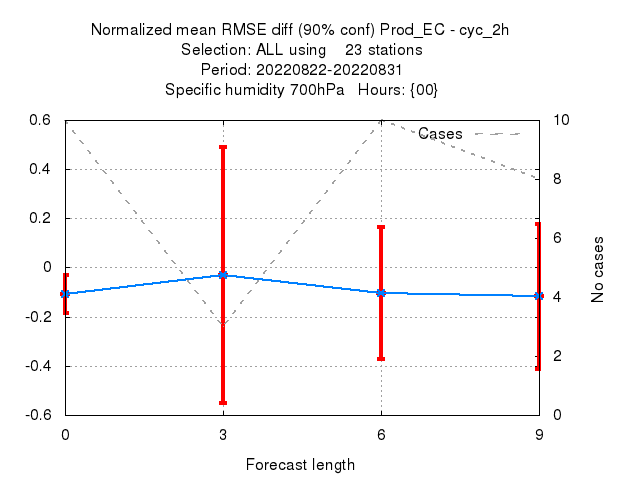 Normalized mean RMSE diff (90% conf) Prod_EC - cyc_2h
Selection: ALL using    23 stations
Period: 20220822-20220831
Specific humidity 700hPa   Hours: {00}
Cases
0.6
0.4
0.2
0
-0.2
-0.4
-0.6
10
8
6
4
2
0
No cases
0 3 6 9
Forecast length